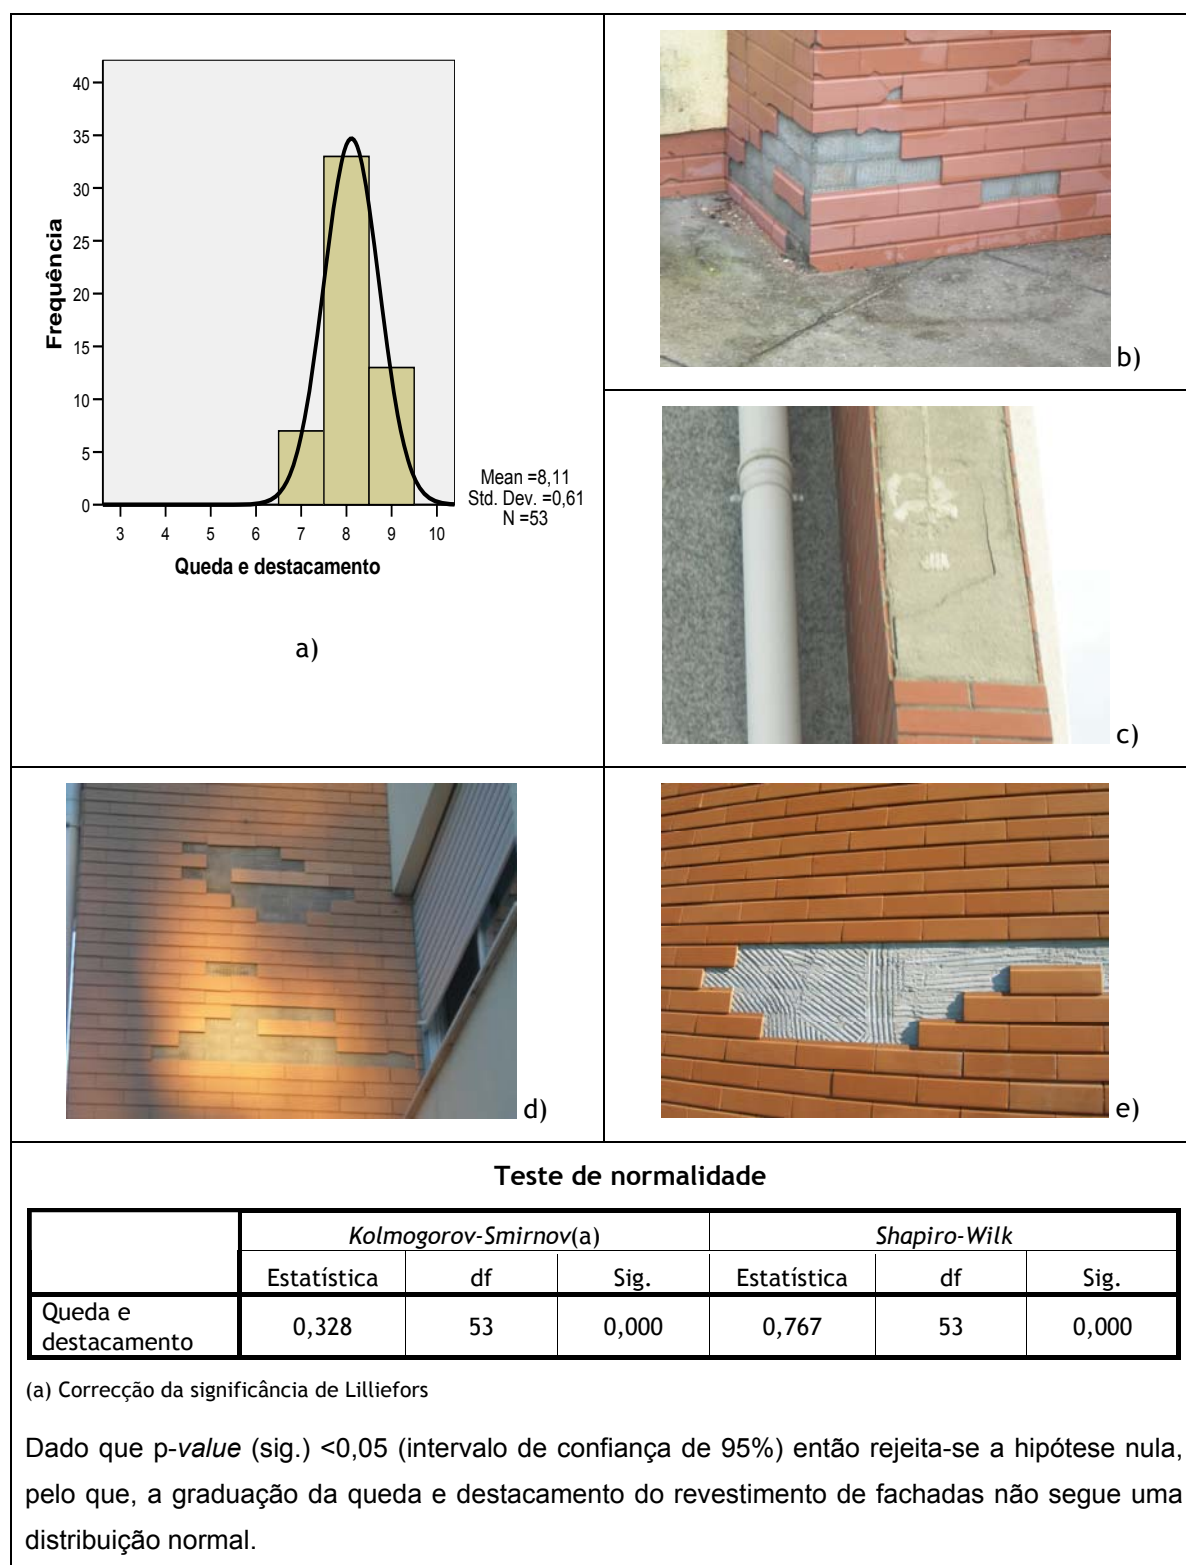 40
35
30
25
20
15
10
5
0
Frequência
3 4 5 6 7 8 9 10
Queda e destacamento
Mean =8,11
Std. Dev. =0,61
N =53
a)
b)
c)
d)
e)
Teste de normalidade
Kolmogorov-Smirnov(a) Shapiro-Wilk
Estatística df Sig. Estatística df Sig.
Queda e
destacamento 0,328 53 0,000 0,767 53 0,000
(a) Correcção da significância de Lilliefors
Dado que p-value (sig.) <0,05 (intervalo de confiança de 95%) então rejeita-se a hipótese nula,
pelo que, a graduação da queda e destacamento do revestimento de fachadas não segue uma
distribuição normal.